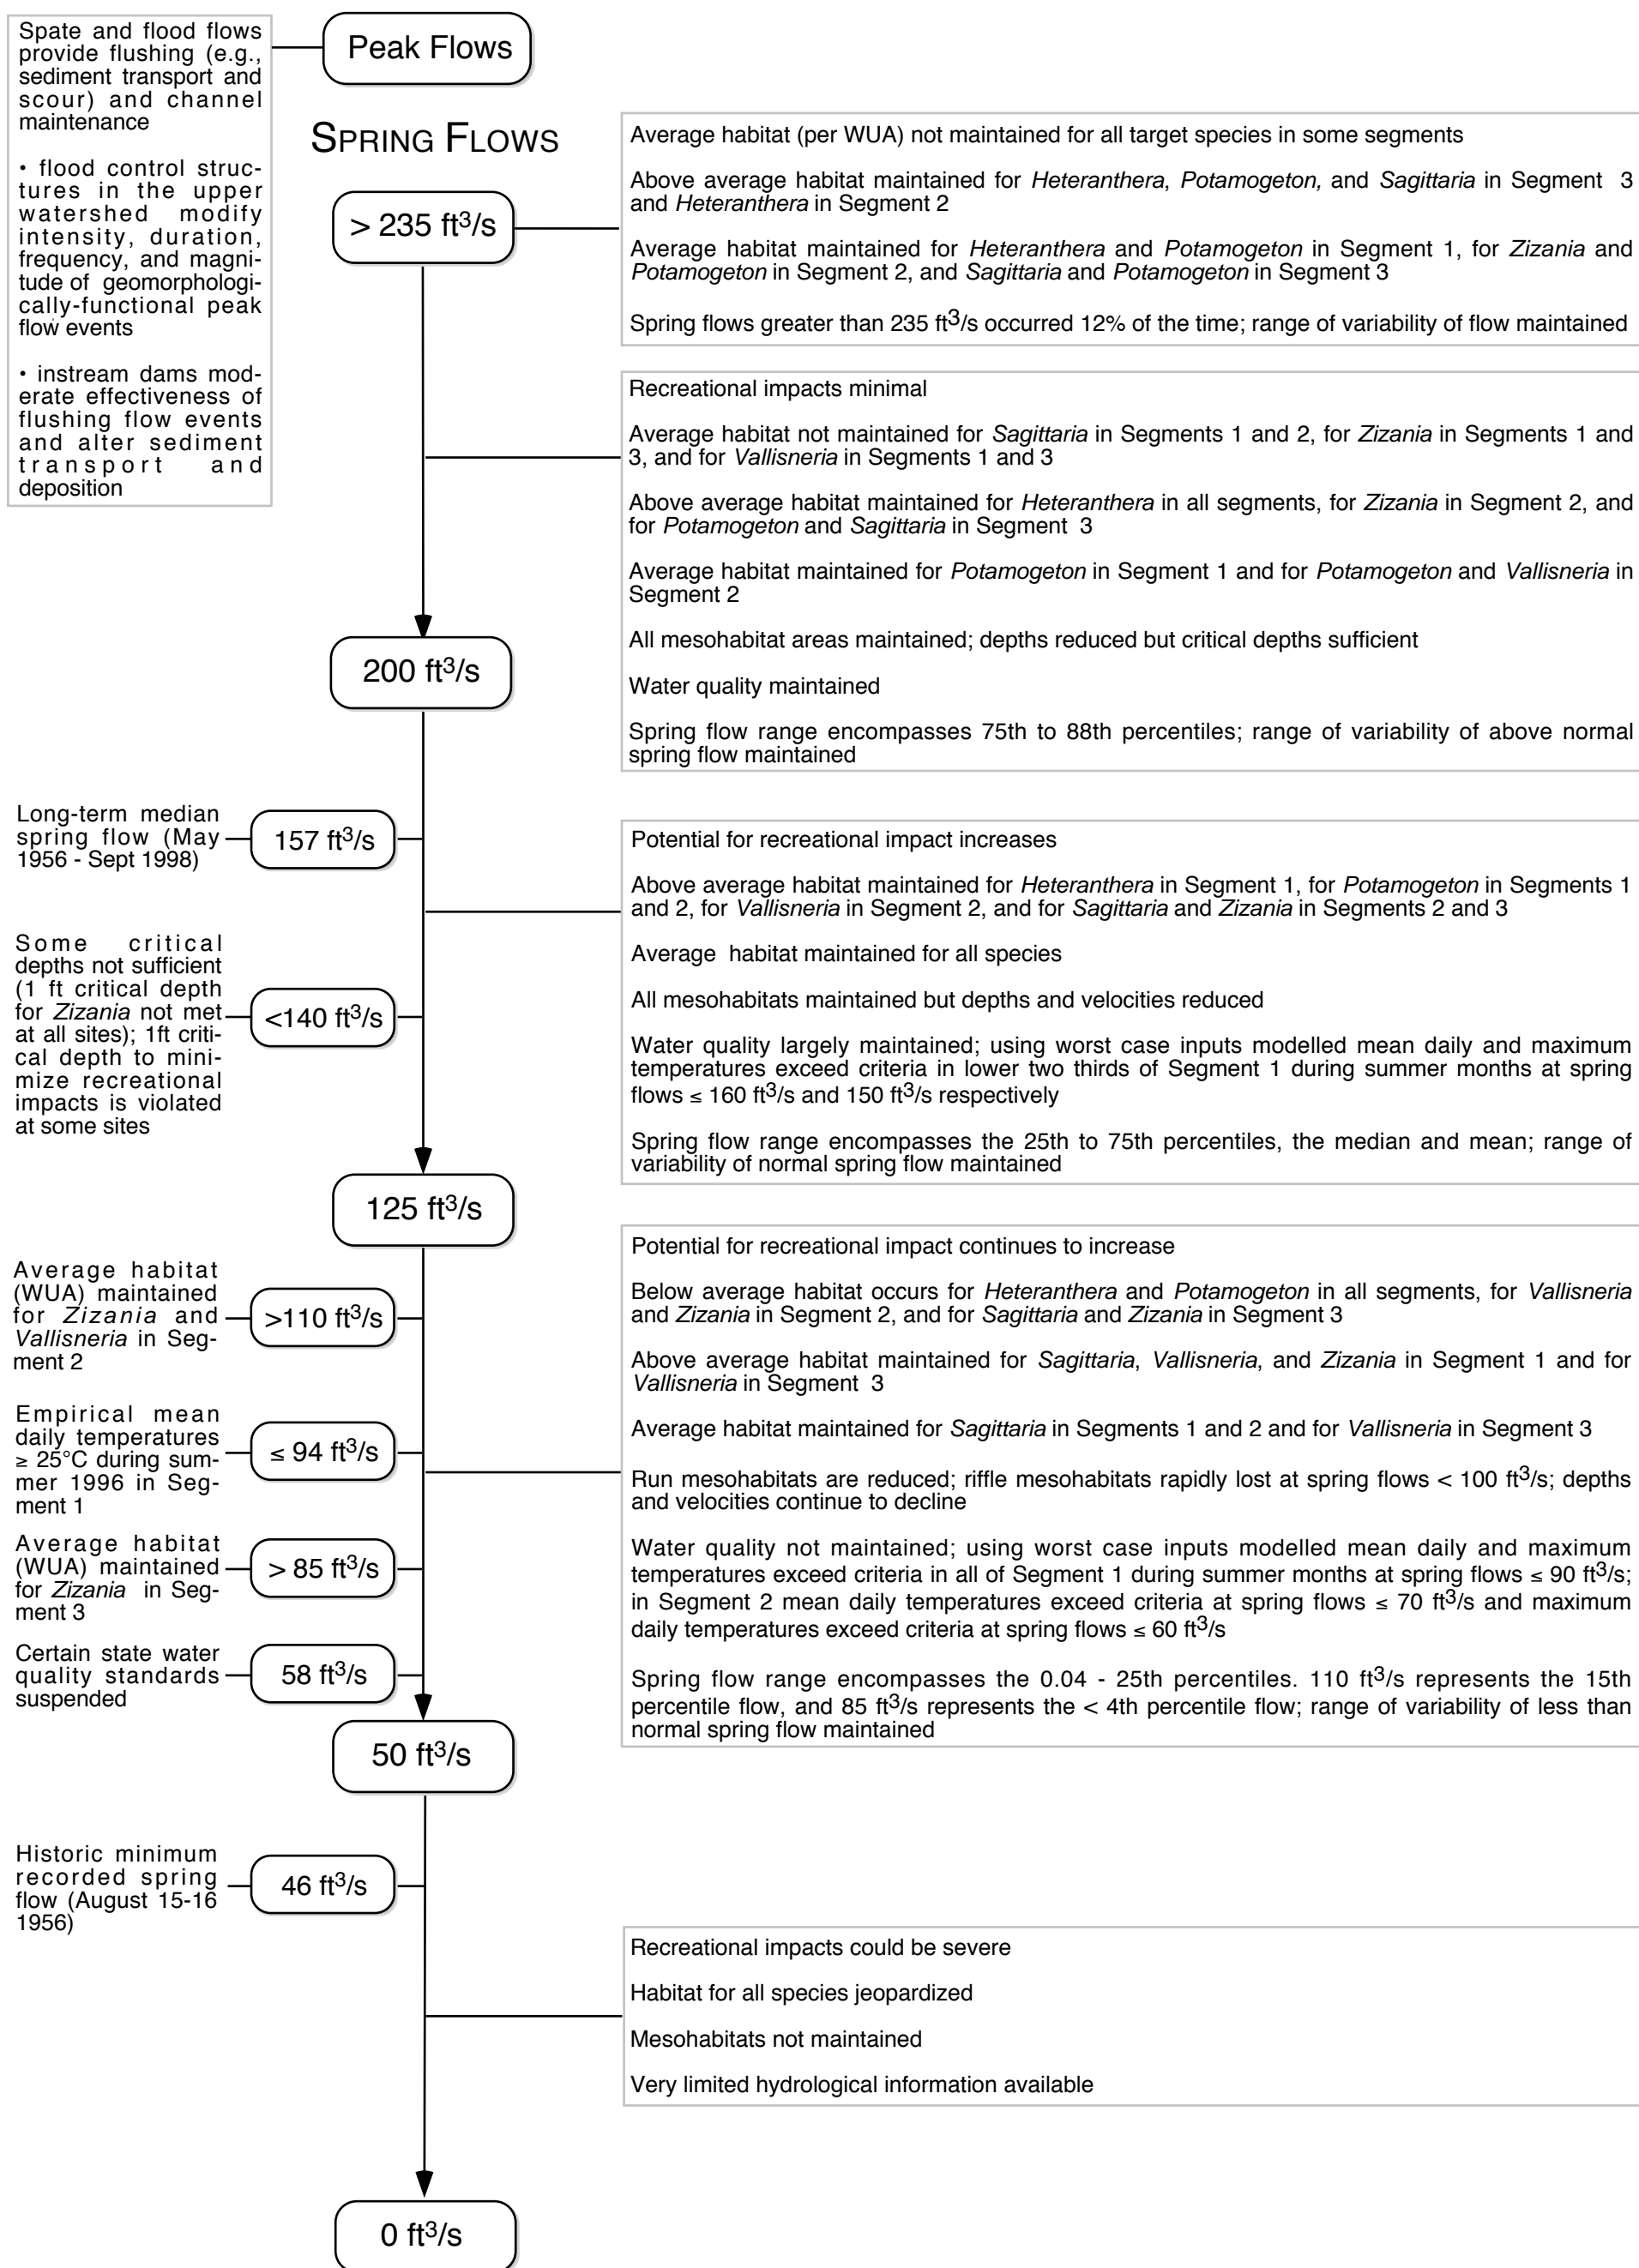 Spate and flood flows
provide flushing (e.g.,
sediment transport and
scour) and channel
maintenance
• flood control struc-
tures in the upper
watershed modify
intensity, duration,
frequency, and magni-
tude of geomorphologi-
cally-functional peak
flow events
• instream dams mod-
erate effectiveness of
flushing flow events
and alter sediment
transport and
deposition
Peak Flows
SPRING FLOWS
> 235 ft³/s
Average habitat (per WUA) not maintained for all target species in some segments
Above average habitat maintained for Heteranthera, Potamogeton, and Sagittaria in Segment 3
and Heteranthera in Segment 2
Average habitat maintained for Heteranthera and Potamogeton in Segment 1, for Zizania and
Potamogeton in Segment 2, and Sagittaria and Potamogeton in Segment 3
Spring flows greater than 235 ft³/s occurred 12% of the time; range of variability of flow maintained
Recreational impacts minimal
Average habitat not maintained for Sagittaria in Segments 1 and 2, for Zizania in Segments 1 and
3, and for Vallisneria in Segments 1 and 3
Above average habitat maintained for Heteranthera in all segments, for Zizania in Segment 2, and
for Potamogeton and Sagittaria in Segment 3
Average habitat maintained for Potamogeton in Segment 1 and for Potamogeton and Vallisneria in
Segment 2
All mesohabitat areas maintained; depths reduced but critical depths sufficient
Water quality maintained
Spring flow range encompasses 75th to 88th percentiles; range of variability of above normal
spring flow maintained
200 ft³/s
Long-term median
spring flow (May
1956 - Sept 1998)
157 ft³/s
Some critical
depths not sufficient
(1 ft critical depth
for Zizania not met
at all sites); 1ft criti-
cal depth to mini-
mize recreational
impacts is violated
at some sites
<140 ft³/s
Potential for recreational impact increases
Above average habitat maintained for Heteranthera in Segment 1, for Potamogeton in Segments 1
and 2, for Vallisneria in Segment 2, and for Sagittaria and Zizania in Segments 2 and 3
Average habitat maintained for all species
All mesohabitats maintained but depths and velocities reduced
Water quality largely maintained; using worst case inputs modelled mean daily and maximum
temperatures exceed criteria in lower two thirds of Segment 1 during summer months at spring
flows ≤ 160 ft³/s and 150 ft³/s respectively
Spring flow range encompasses the 25th to 75th percentiles, the median and mean; range of
variability of normal spring flow maintained
125 ft³/s
Average habitat
(WUA) maintained
for Zizania and
Vallisneria in Seg-
ment 2
>110 ft³/s
Empirical mean
daily temperatures
≥ 25°C during sum-
mer 1996 in Seg-
ment 1
≤ 94 ft³/s
Average habitat
(WUA) maintained
for Zizania in Seg-
ment 3
> 85 ft³/s
Certain state water
quality standards
suspended
58 ft³/s
Potential for recreational impact continues to increase
Below average habitat occurs for Heteranthera and Potamogeton in all segments, for Vallisneria
and Zizania in Segment 2, and for Sagittaria and Zizania in Segment 3
Above average habitat maintained for Sagittaria, Vallisneria, and Zizania in Segment 1 and for
Vallisneria in Segment 3
Average habitat maintained for Sagittaria in Segments 1 and 2 and for Vallisneria in Segment 3
Run mesohabitats are reduced; riffle mesohabitats rapidly lost at spring flows < 100 ft³/s; depths
and velocities continue to decline
Water quality not maintained; using worst case inputs modelled mean daily and maximum
temperatures exceed criteria in all of Segment 1 during summer months at spring flows ≤ 90 ft³/s;
in Segment 2 mean daily temperatures exceed criteria at spring flows ≤ 70 ft³/s and maximum
daily temperatures exceed criteria at spring flows ≤ 60 ft³/s
Spring flow range encompasses the 0.04 - 25th percentiles. 110 ft³/s represents the 15th
percentile flow, and 85 ft³/s represents the < 4th percentile flow; range of variability of less than
normal spring flow maintained
50 ft³/s
Historic minimum
recorded spring
flow (August 15-16
1956)
46 ft³/s
Recreational impacts could be severe
Habitat for all species jeopardized
Mesohabitats not maintained
Very limited hydrological information available
0 ft³/s